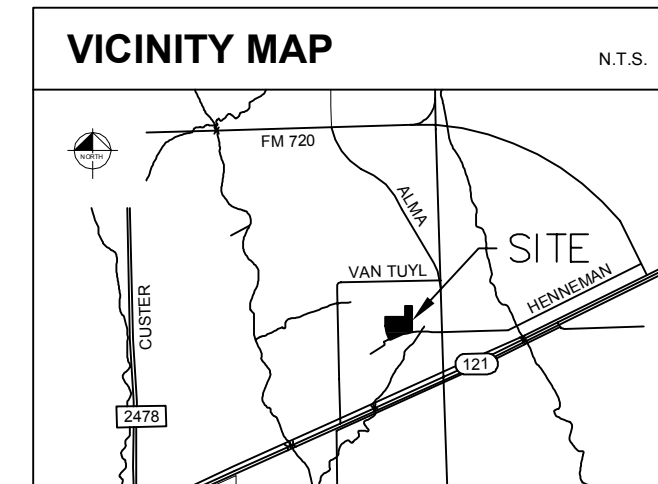 VICINITY MAP
N.T.S.
FM 720
NORTH
ALMA
SITE
VAN TUYL
HENNEMAN
CUSTER
121
2478